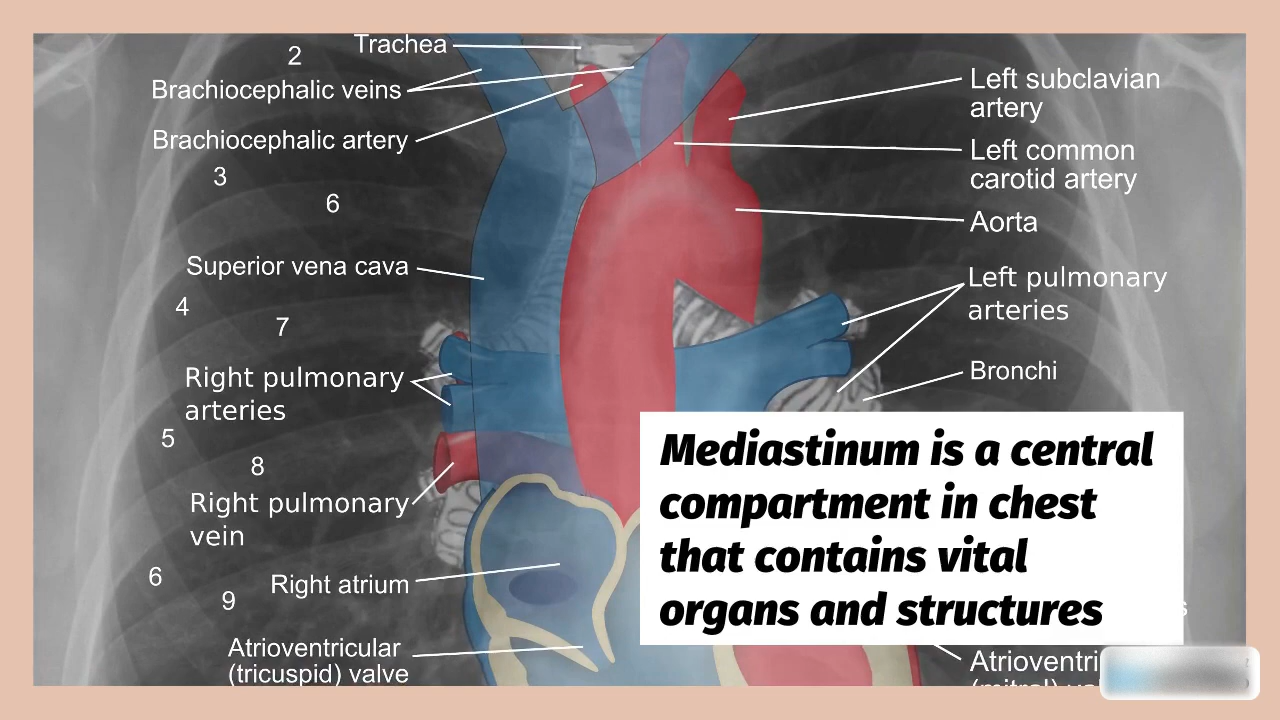 Trachea
2
Brachiocephalic veins
Brachiocephalic artery
3
6
Superior vena cava
4
7
Right pulmonary
arteries
5
8
Right pulmonary
vein
6
9
Right atrium
Atrioventricular
(tricuspid) valve
Left subclavian
artery
Left common
carotid artery
Aorta
Left pulmonary
arteries
Bronchi
Mediastinum is a central
compartment in chest
that contains vital
organs and structures